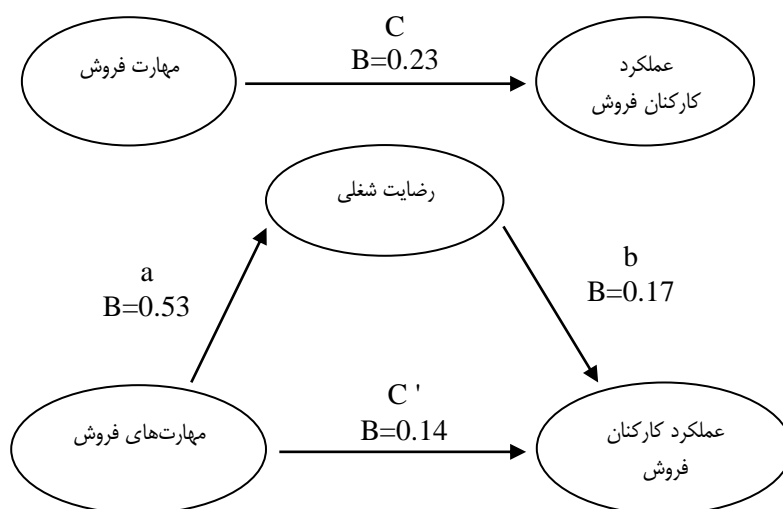 C
B=0.23
مهارت فروش
عملکرد
کارکنان فروش
رضایت شغلی
a
B=0.53
b
B=0.17
C '
B=0.14
مهارت‌های فروش
عملکرد کارکنان
فروش